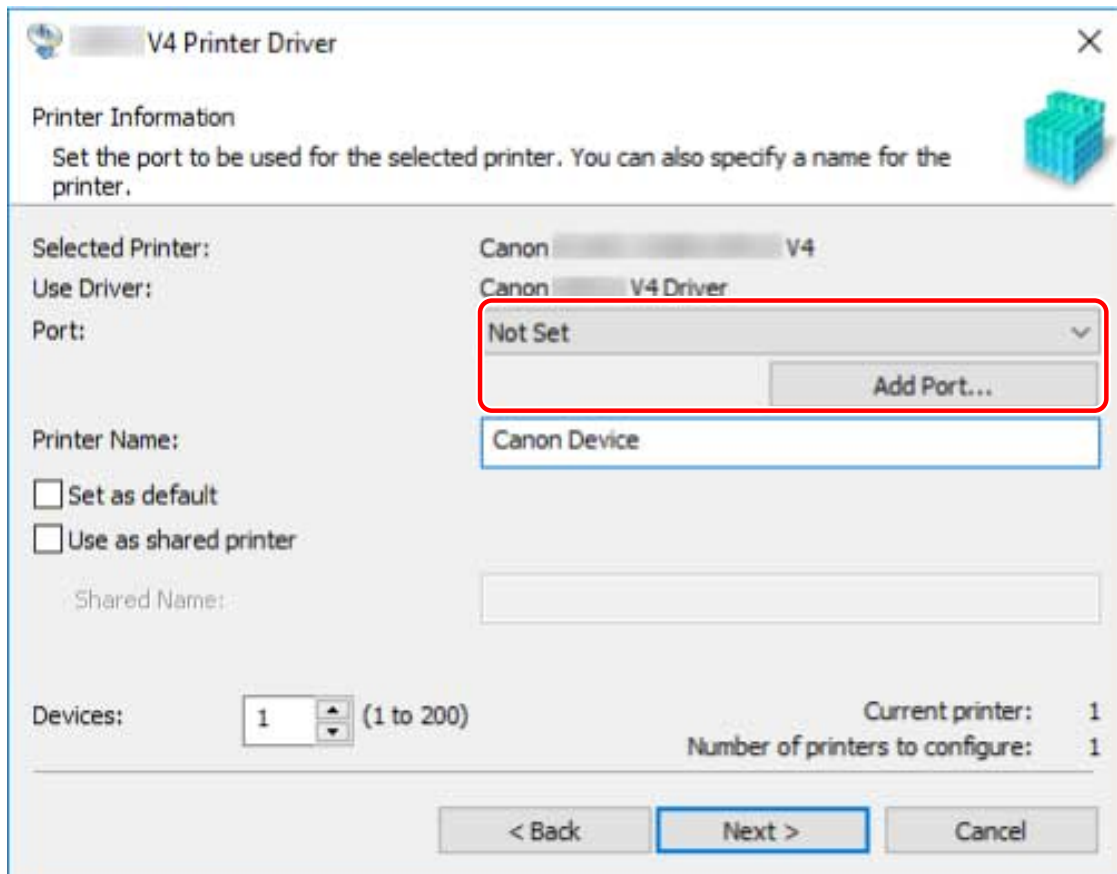 V4 Printer Driver
Printer Information
Set the port to be used for the selected printer. You can also specify a name for the
printer.
Selected Printer: Canon V4
Use Driver: Canon V4 Driver
Port: Not Set
Add Port...
Printer Name: Canon Device
Set as default
Use as shared printer
Shared Name:
Devices: 1 (1 to 200) Current printer: 1
Number of printers to configure: 1
< Back Next > Cancel